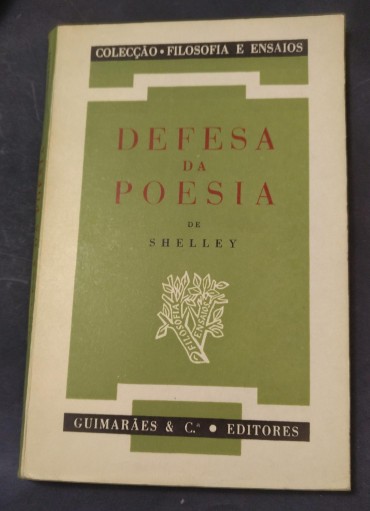 COLECÇÃO • FILOSOFIA E ENSAIOS
DEFESA
DA
POESIA
DE
SHELLEY
FILOSOFIA
ENSAIOS
GUIMARÃES & C.ª • EDITORES